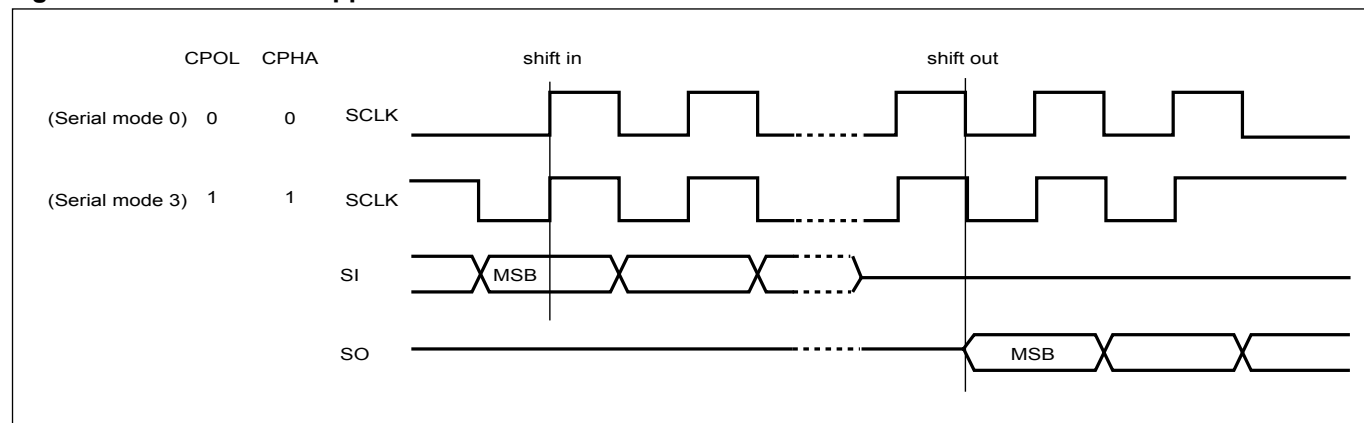 CPOL CPHA shift in shift out
(Serial mode 0) 0 0 SCLK
(Serial mode 3) 1 1 SCLK
SI MSB
SO MSB